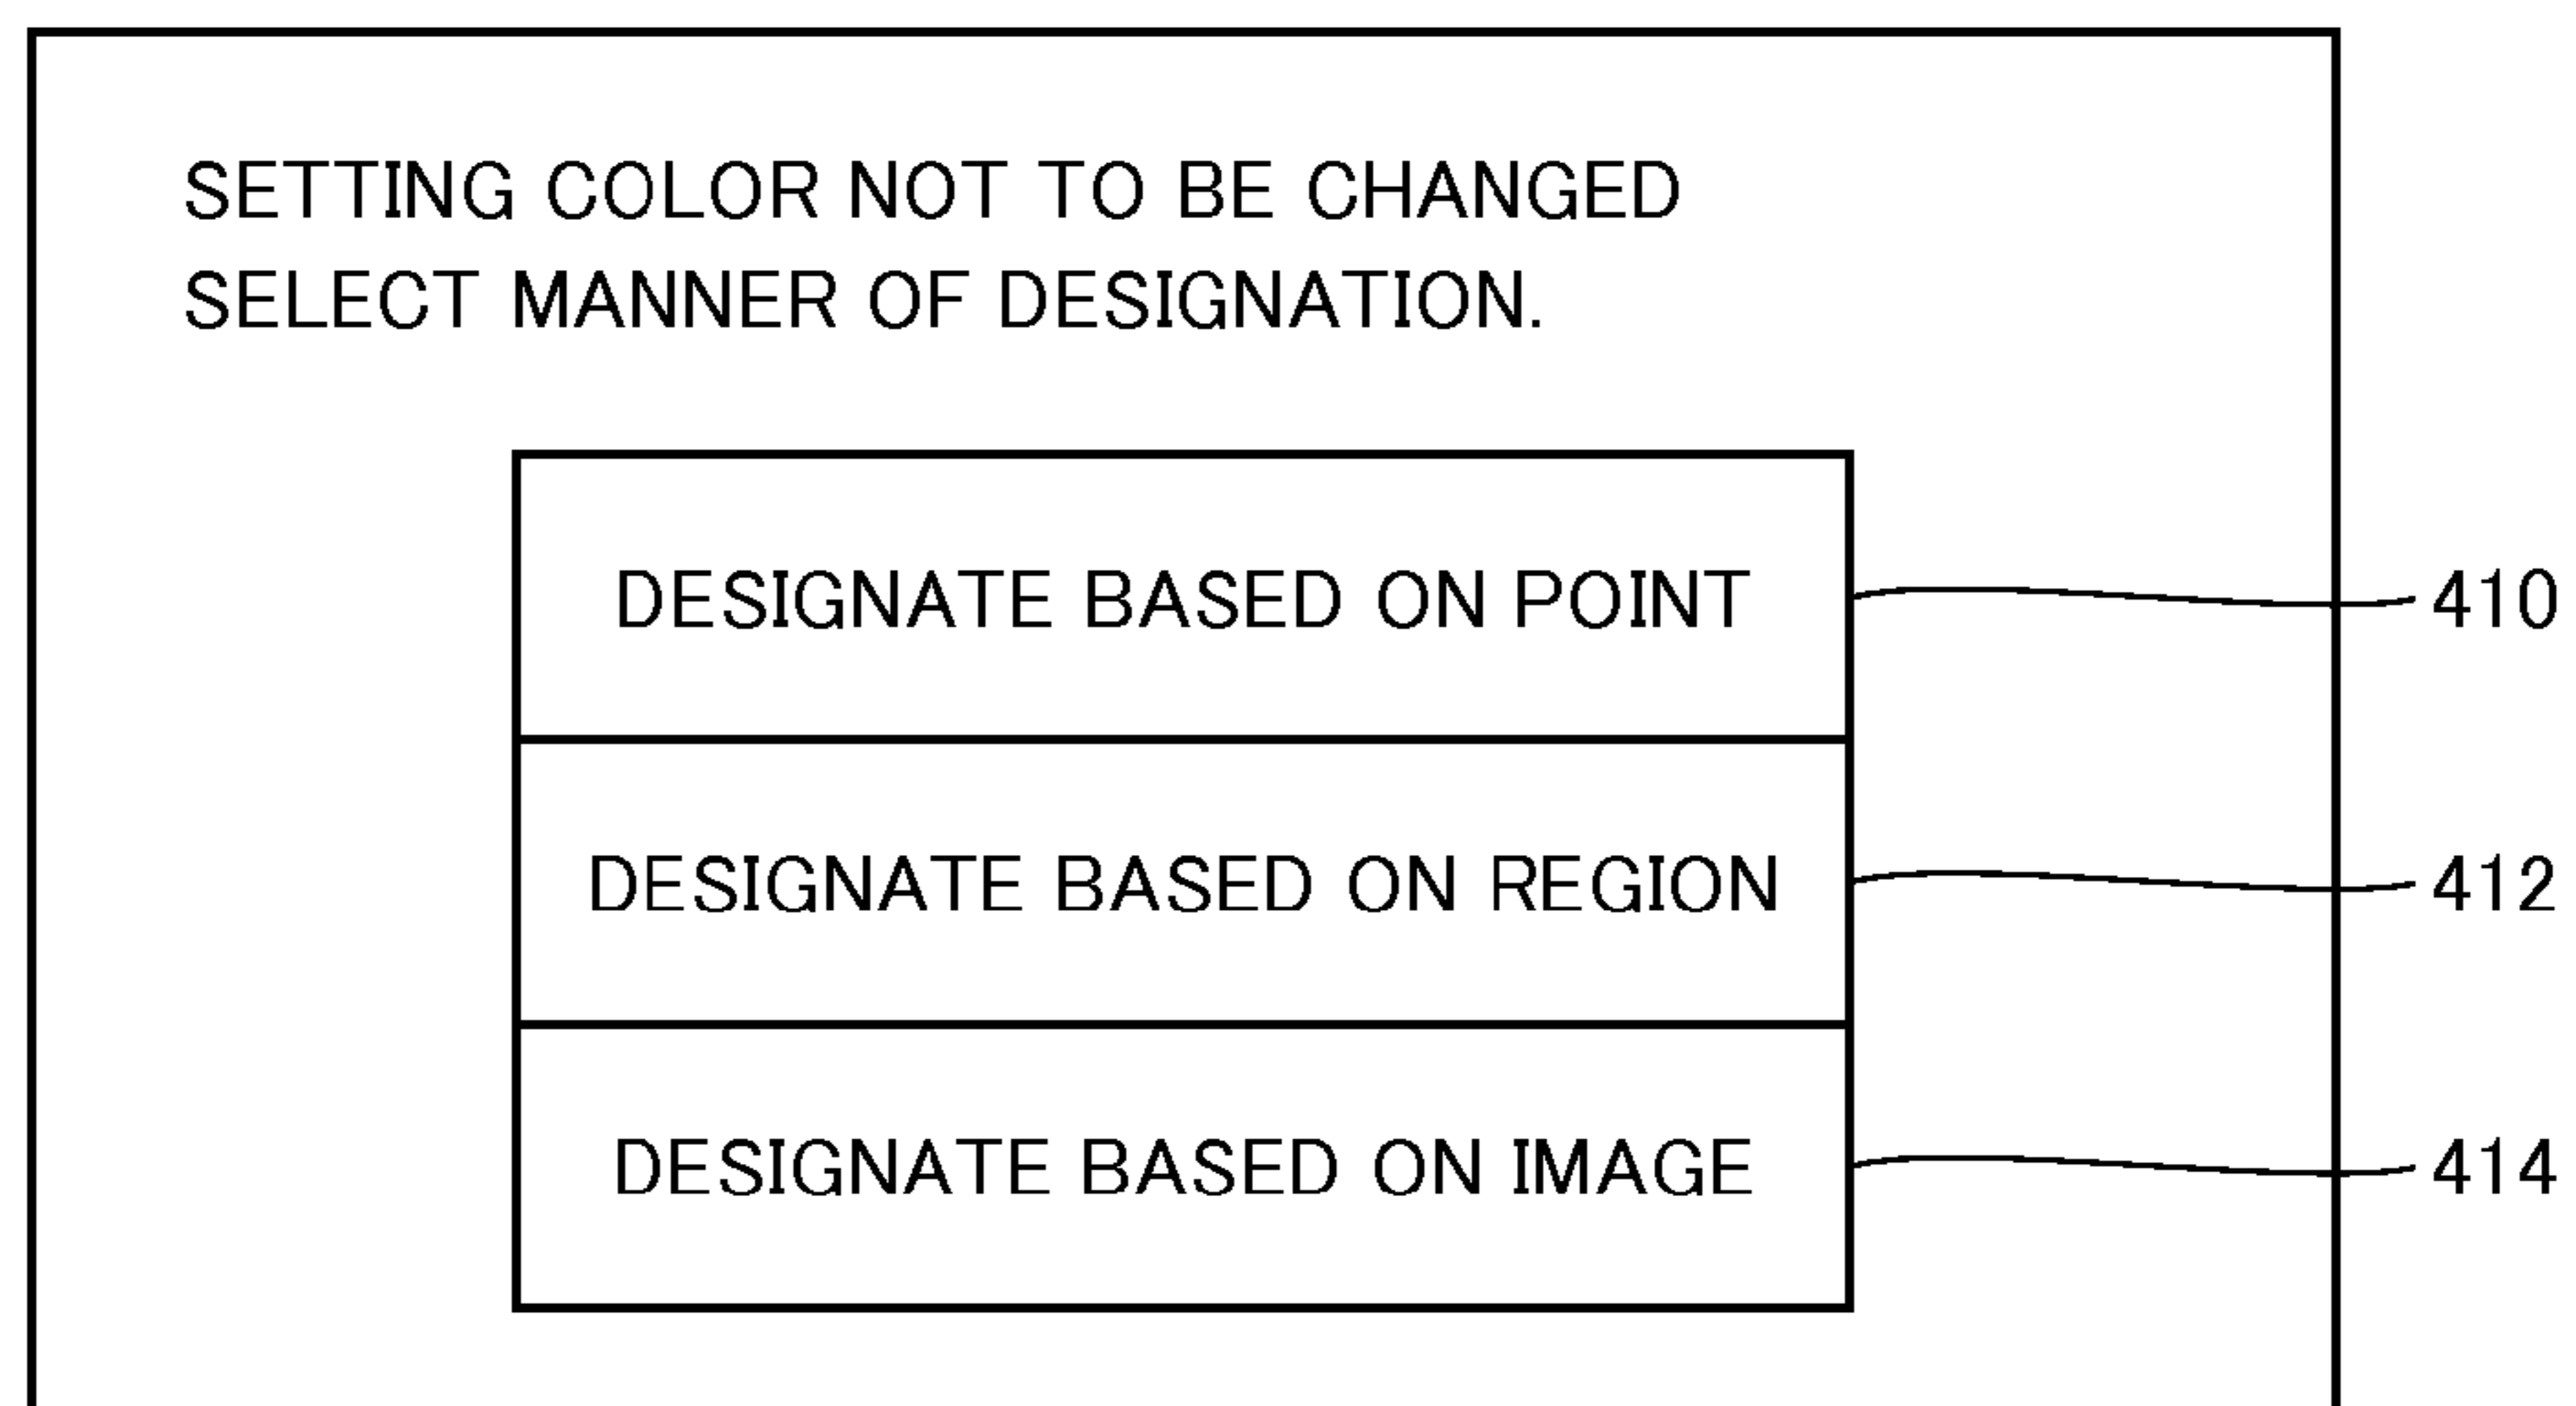 SETTING COLOR NOT TO BE CHANGED
SELECT MANNER OF DESIGNATION.
DESIGNATE BASED ON POINT
410
DESIGNATE BASED ON REGION
412
DESIGNATE BASED ON IMAGE
414